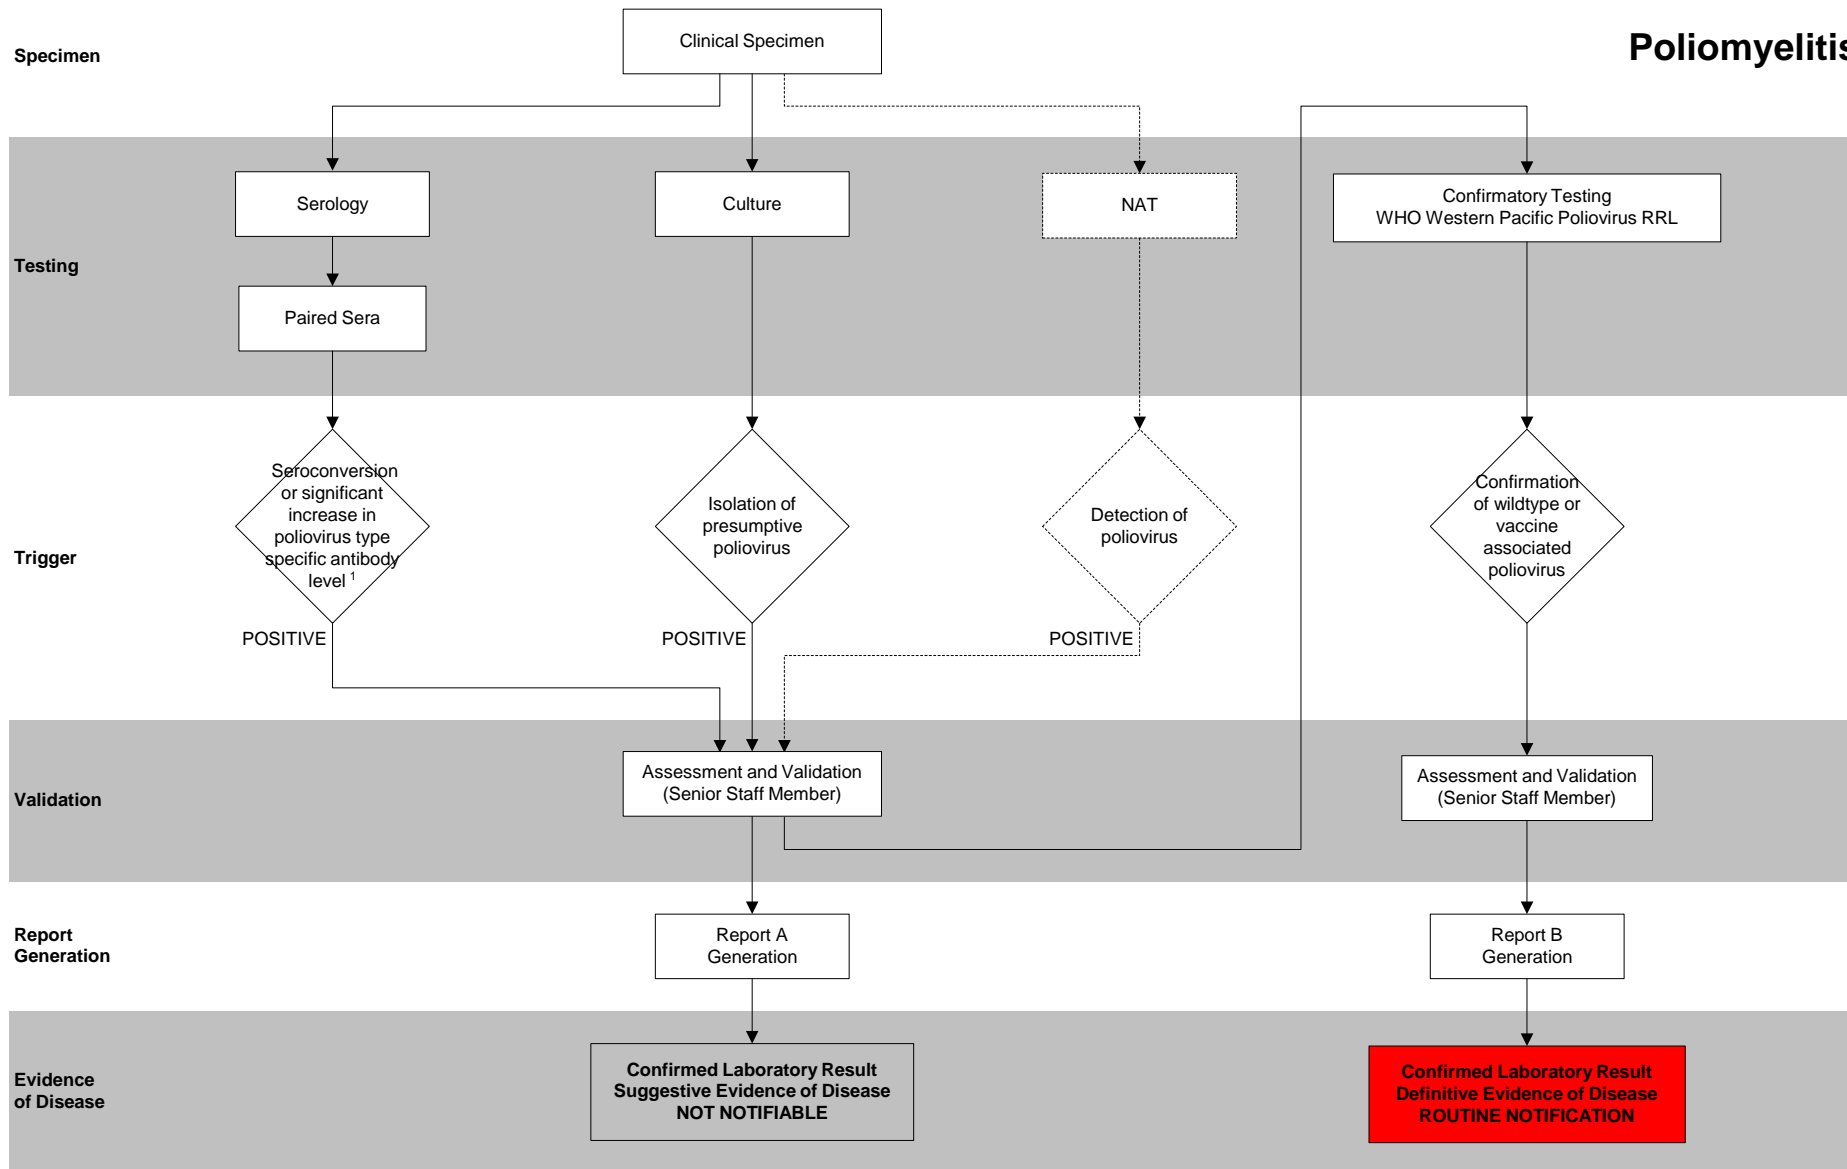 Poliomyelitis
Specimen
Clinical Specimen
Testing
Serology
Culture
NAT
Confirmatory Testing
WHO Western Pacific Poliovirus RRL
Paired Sera
Trigger
Seroconversion
or significant
increase in
poliovirus type
specific antibody
level 1
Isolation of
presumptive
poliovirus
Detection of
poliovirus
Confirmation
of wildtype or
vaccine
associated
poliovirus
POSITIVE
POSITIVE
POSITIVE
Validation
Assessment and Validation
(Senior Staff Member)
Assessment and Validation
(Senior Staff Member)
Report
Generation
Report A
Generation
Report B
Generation
Evidence
of Disease
Confirmed Laboratory Result
Suggestive Evidence of Disease
NOT NOTIFIABLE
Confirmed Laboratory Result
Definitive Evidence of Disease
ROUTINE NOTIFICATION